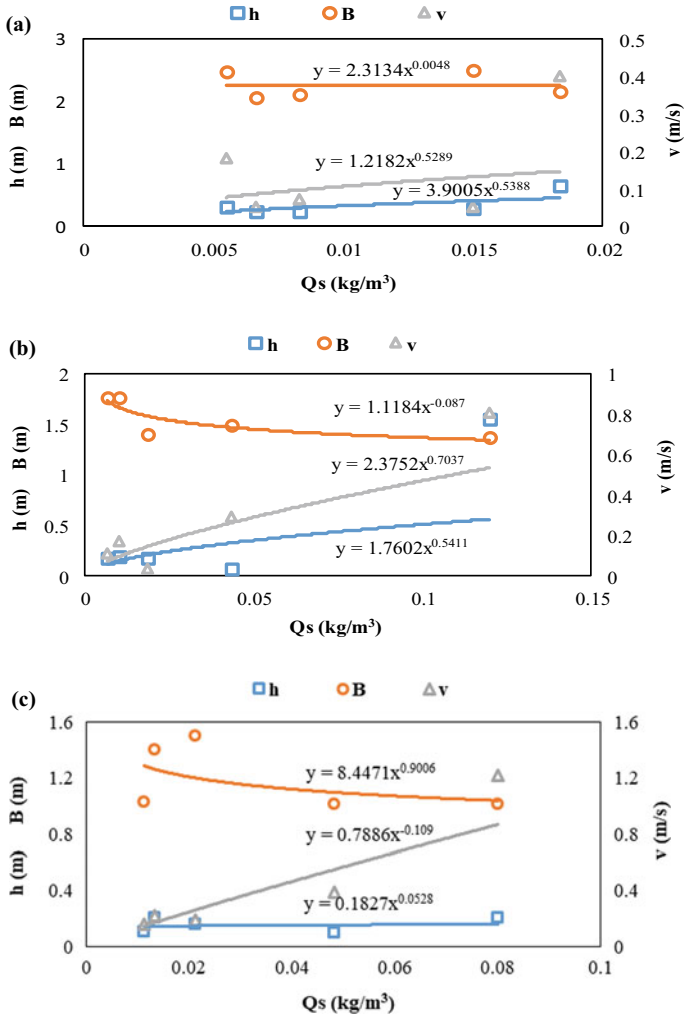 (a)
h B v
3 0.5
y = 2.3134x^0.0048
0.4
2
0.3
h (m) B (m)
v (m/s)
0.2
1
y = 1.2182x^0.5289
0.1
y = 3.9005x^0.5388
0 0
0 0.005 0.01 0.015 0.02
Qs (kg/m³)
(b)
h B v
2 1
y = 1.1184x^-0.087
0.8
1.5
y = 2.3752x^0.7037
0.6
h (m) B (m)
v (m/s)
1
0.4
0.5
0.2
y = 1.7602x^0.5411
0 0
0 0.05 0.1 0.15
Qs (kg/m³)
(c)
h B v
1.6 1.6
y = 8.4471x^0.9006
1.2 1.2
h (m) B (m)
v (m/s)
0.8 0.8
y = 0.7886x^-0.109
0.4 0.4
y = 0.1827x^0.0528
0 0
0 0.02 0.04 0.06 0.08 0.1
Qs (kg/m³)